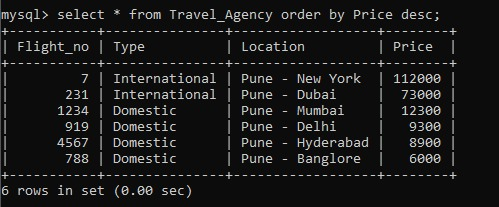 mysql> select * from Travel_Agency order by Price desc;
+-----------+---------------+------------------+--------+
| Flight_no | Type          | Location         | Price  |
+-----------+---------------+------------------+--------+
|         7 | International | Pune - New York  | 112000 |
|       231 | International | Pune - Dubai     |  73000 |
|      1234 | Domestic      | Pune - Mumbai    |  12300 |
|       919 | Domestic      | Pune - Delhi     |   9300 |
|      4567 | Domestic      | Pune - Hyderabad |   8900 |
|       788 | Domestic      | Pune - Banglore  |   6000 |
+-----------+---------------+------------------+--------+
6 rows in set (0.00 sec)